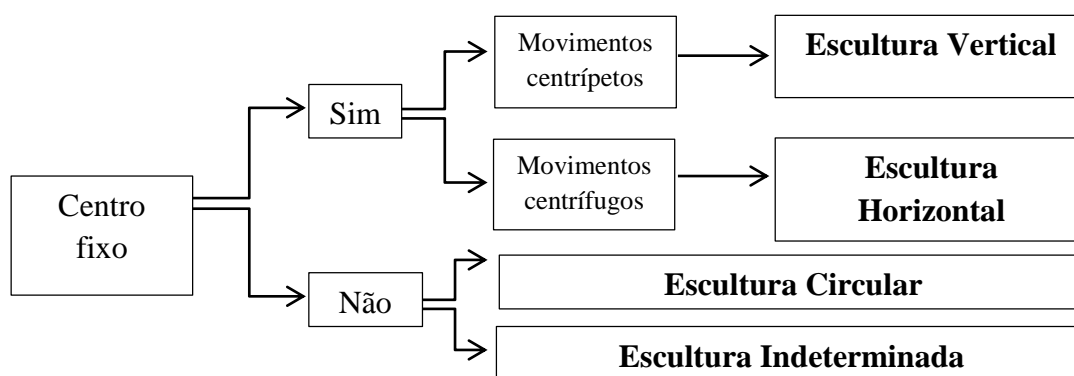 Centro
fixo
Sim
Não
Movimentos
centrípetos
Movimentos
centrífugos
Escultura Vertical
Escultura
Horizontal
Escultura Circular
Escultura Indeterminada